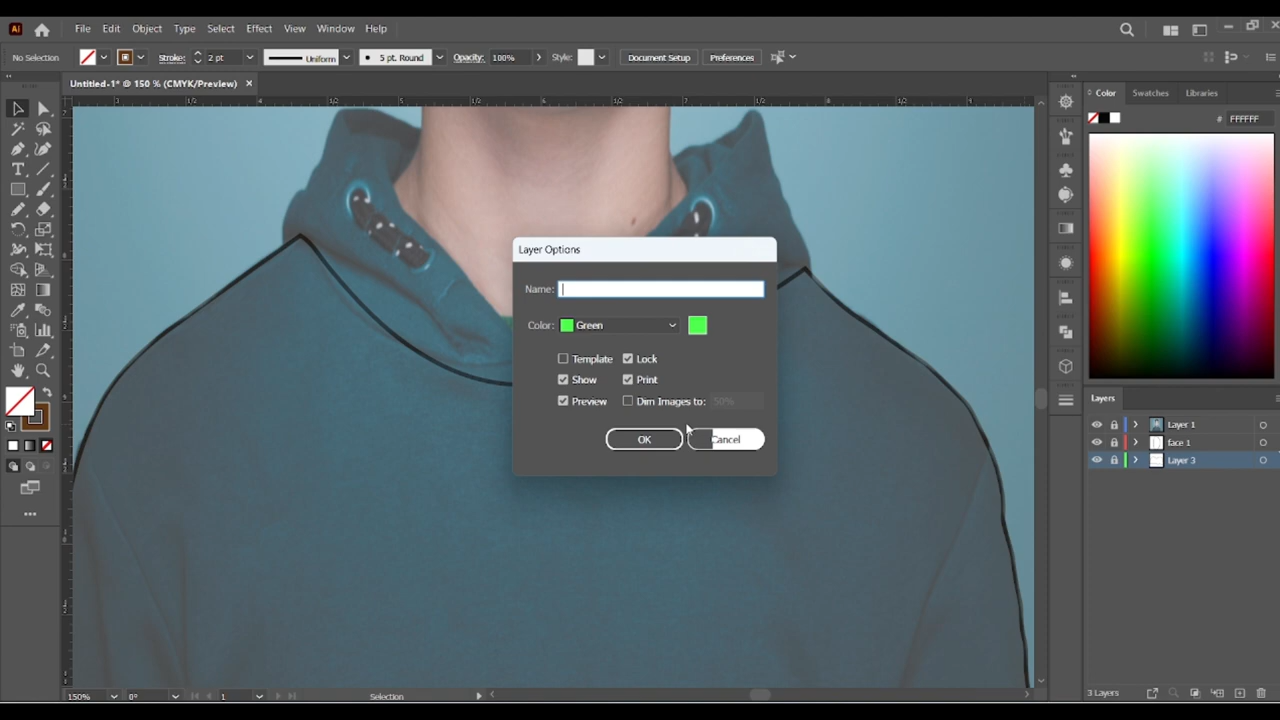 Ai File Edit Object Type Select Effect View Window Help
No Selection Stroke: 2 pt Uniform 5 pt. Round Opacity: 100% Style: Document Setup Preferences
Untitled-1* @ 150 % (CMYK/Preview) ×
Color Swatches Libraries
# FFFFFF
Layer Options
Name:
Color: Green
Template Lock
Show Print
Preview Dim Images to: 50%
OK Cancel
Layers
Layer 1
face 1
Layer 3
150% 0° 1 Selection
3 Layers